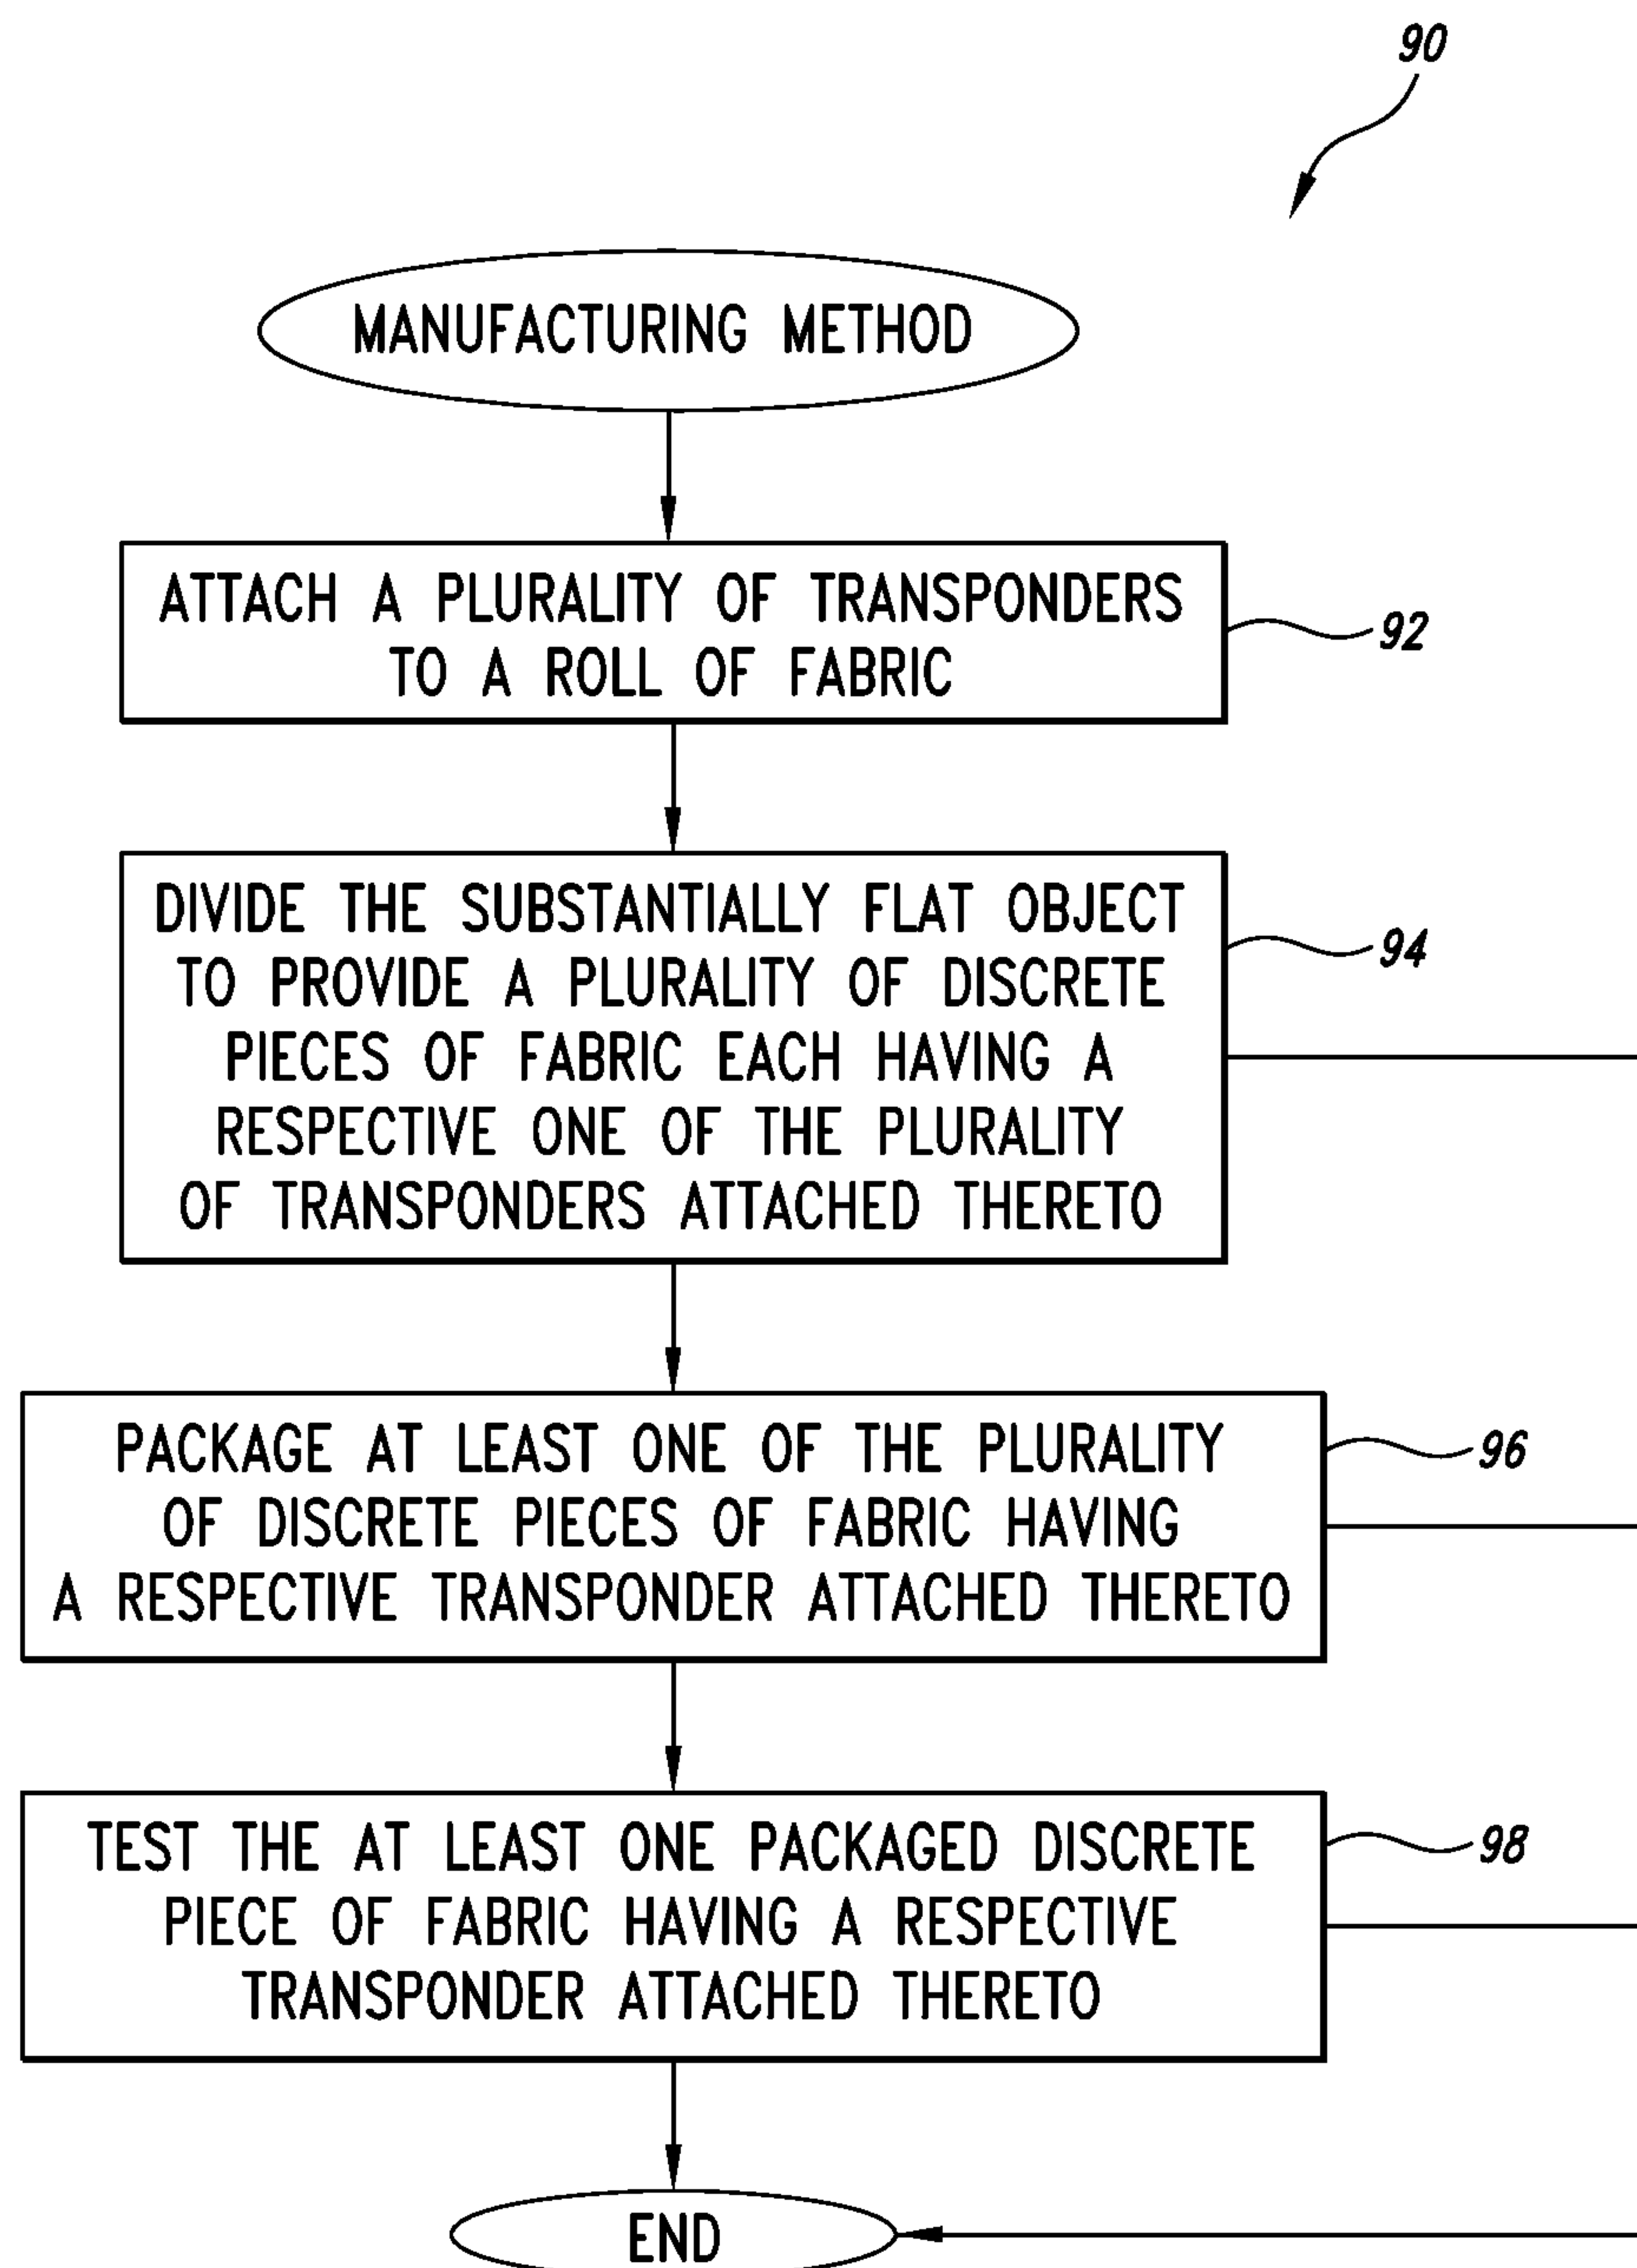 90
MANUFACTURING METHOD
ATTACH A PLURALITY OF TRANSPONDERS
TO A ROLL OF FABRIC
92
DIVIDE THE SUBSTANTIALLY FLAT OBJECT
TO PROVIDE A PLURALITY OF DISCRETE
PIECES OF FABRIC EACH HAVING A
RESPECTIVE ONE OF THE PLURALITY
OF TRANSPONDERS ATTACHED THERETO
94
PACKAGE AT LEAST ONE OF THE PLURALITY
OF DISCRETE PIECES OF FABRIC HAVING
A RESPECTIVE TRANSPONDER ATTACHED THERETO
96
TEST THE AT LEAST ONE PACKAGED DISCRETE
PIECE OF FABRIC HAVING A RESPECTIVE
TRANSPONDER ATTACHED THERETO
98
END